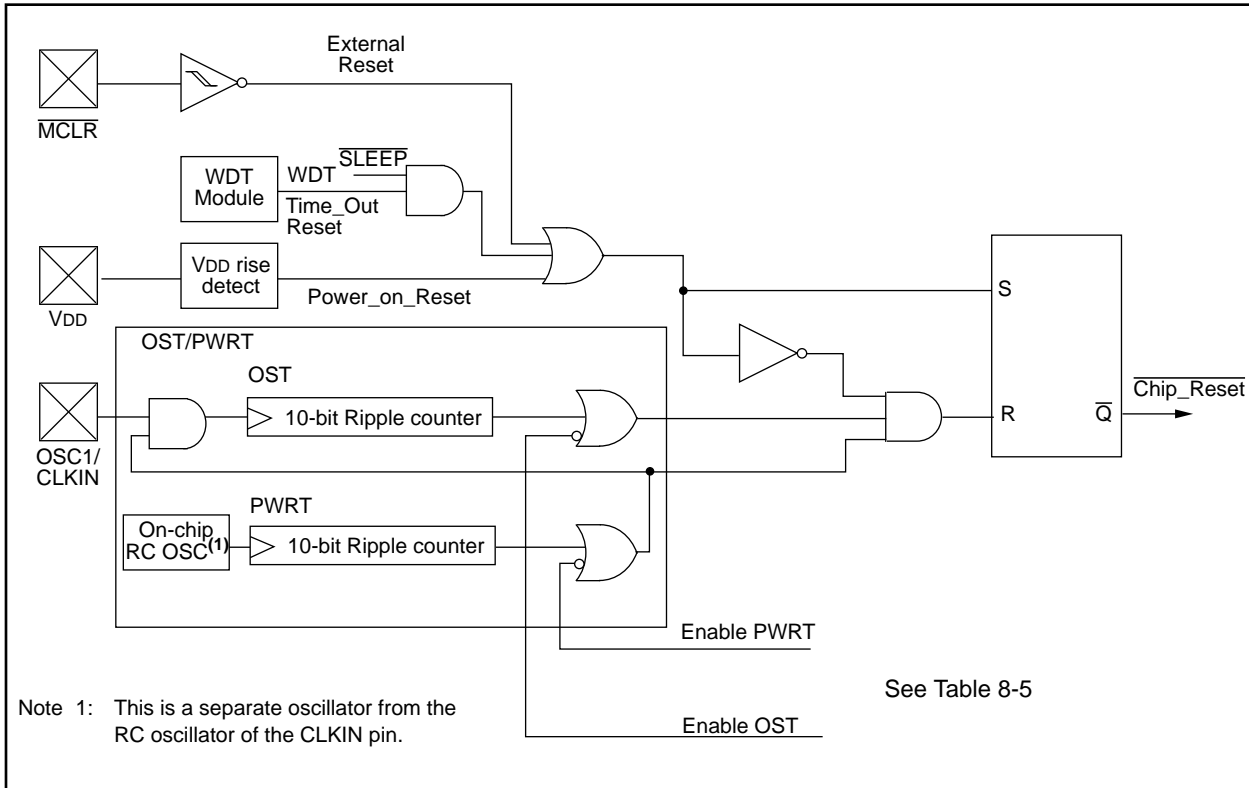 External
Reset
MCLR
SLEEP
WDT
Module
WDT
Time_Out
Reset
VDD rise
detect
Power_on_Reset
VDD
S
OST/PWRT
OST
10-bit Ripple counter
OSC1/
CLKIN
R
Q
Chip_Reset
PWRT
On-chip
RC OSC(1)
10-bit Ripple counter
Enable PWRT
See Table 8-5
Enable OST
Note 1: This is a separate oscillator from the
RC oscillator of the CLKIN pin.